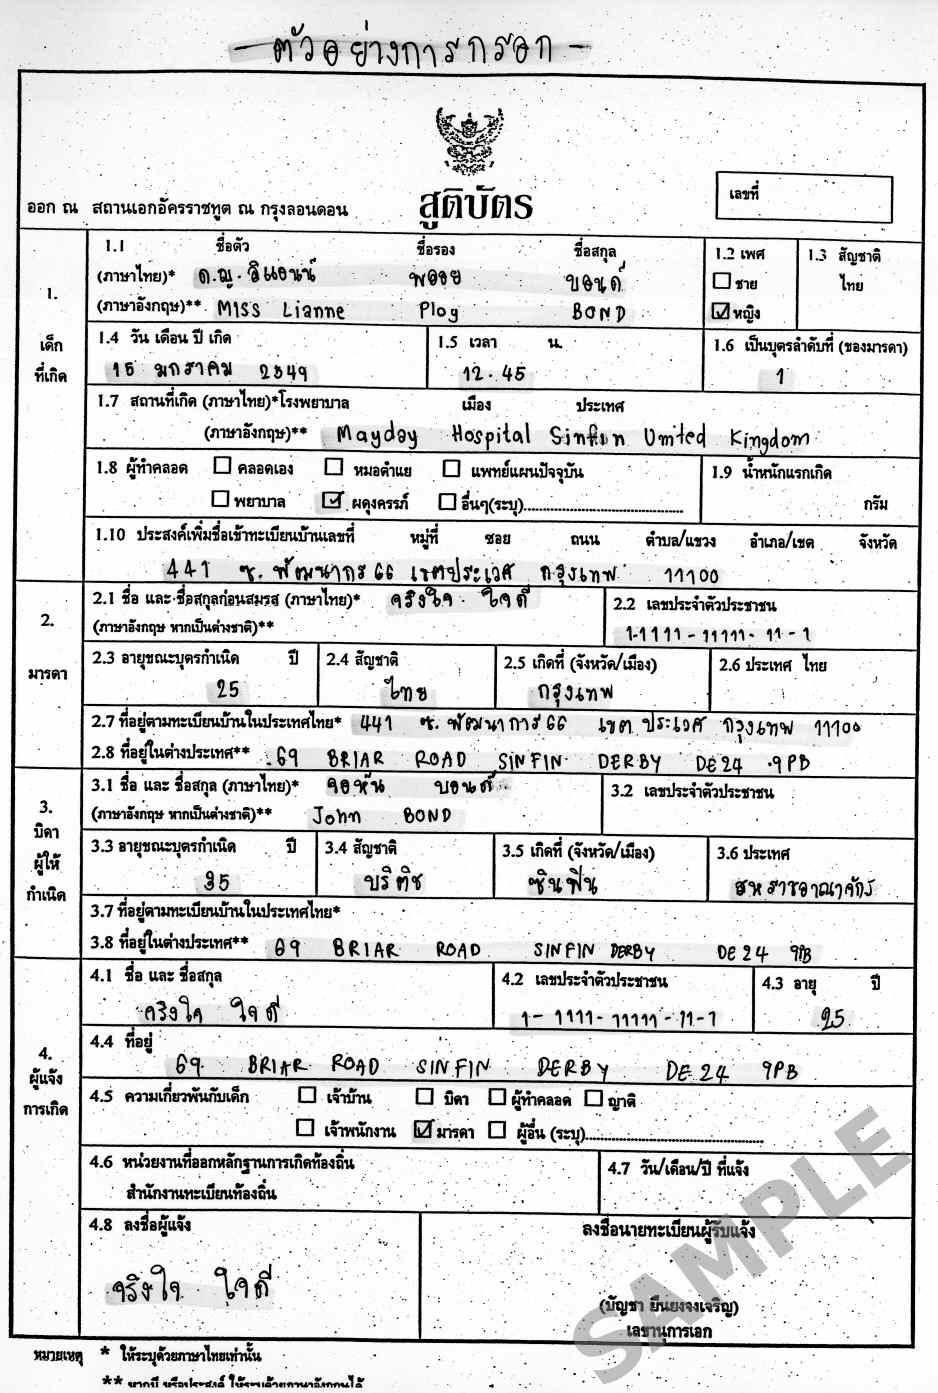 - ตัวอย่างการกรอก -
สูติบัตร
เลขที่
ออก ณ สถานเอกอัครราชทูต ณ กรุงลอนดอน
1. เด็กที่เกิด
1.1 ชื่อตัว ชื่อรอง ชื่อสกุล
(ภาษาไทย)* ด.ญ. ลิแอนน์ พลอย บอนด์
(ภาษาอังกฤษ)** MISS Lianne Ploy BOND
1.2 เพศ
ชาย
หญิง
1.3 สัญชาติ
ไทย
1.4 วัน เดือน ปี เกิด
15 มกราคม 2549
1.5 เวลา น.
12.45
1.6 เป็นบุตรลำดับที่ (ของมารดา)
1
1.7 สถานที่เกิด (ภาษาไทย)*โรงพยาบาล เมือง ประเทศ
(ภาษาอังกฤษ)** Mayday Hospital Sinfin United Kingdom
1.8 ผู้ทำคลอด คลอดเอง หมอตำแย แพทย์แผนปัจจุบัน
พยาบาล ผดุงครรภ์ อื่นๆ(ระบุ)........................................
1.9 น้ำหนักแรกเกิด
กรัม
1.10 ประสงค์เพิ่มชื่อเข้าทะเบียนบ้านเลขที่ หมู่ที่ ซอย ถนน ตำบล/แขวง อำเภอ/เขต จังหวัด
441 ซ. พัฒนาการ 66 เขตประเวศ กรุงเทพ 11100
2. มารดา
2.1 ชื่อ และ ชื่อสกุลก่อนสมรส (ภาษาไทย)* จริงใจ ใจดี
(ภาษาอังกฤษ หากเป็นต่างชาติ)**
2.2 เลขประจำตัวประชาชน
1-1111-11111-11-1
2.3 อายุขณะบุตรกำเนิด ปี
25
2.4 สัญชาติ
ไทย
2.5 เกิดที่ (จังหวัด/เมือง)
กรุงเทพ
2.6 ประเทศ ไทย
2.7 ที่อยู่ตามทะเบียนบ้านในประเทศไทย* 441 ซ. พัฒนาการ 66 เขต ประเวศ กรุงเทพ 11100
2.8 ที่อยู่ในต่างประเทศ** 69 BRIAR ROAD SINFIN DERBY DE24 9PB
3. บิดาผู้ให้กำเนิด
3.1 ชื่อ และ ชื่อสกุล (ภาษาไทย)* จอห์น บอนด์
(ภาษาอังกฤษ หากเป็นต่างชาติ)** John BOND
3.2 เลขประจำตัวประชาชน
3.3 อายุขณะบุตรกำเนิด ปี
35
3.4 สัญชาติ
บริติช
3.5 เกิดที่ (จังหวัด/เมือง)
ซินฟิน
3.6 ประเทศ
สหราชอาณาจักร
3.7 ที่อยู่ตามทะเบียนบ้านในประเทศไทย*
3.8 ที่อยู่ในต่างประเทศ** 69 BRIAR ROAD SINFIN DERBY DE24 9PB
4. ผู้แจ้งการเกิด
4.1 ชื่อ และ ชื่อสกุล
จริงใจ ใจดี
4.2 เลขประจำตัวประชาชน
1-1111-11111-11-1
4.3 อายุ ปี
25
4.4 ที่อยู่
69 BRIAR ROAD SINFIN DERBY DE24 9PB
4.5 ความเกี่ยวพันกับเด็ก เจ้าบ้าน บิดา ผู้ทำคลอด ญาติ
เจ้าพนักงาน มารดา ผู้อื่น (ระบุ)........................................
4.6 หน่วยงานที่ออกหลักฐานการเกิดท้องถิ่น
สำนักงานทะเบียนท้องถิ่น
4.7 วัน/เดือน/ปี ที่แจ้ง
4.8 ลงชื่อผู้แจ้ง
จริงใจ ใจดี
ลงชื่อนายทะเบียนผู้รับแจ้ง
(บัญชา ยืนยงจงเจริญ)
เลขานุการเอก
SAMPLE
หมายเหตุ * ให้ระบุด้วยภาษาไทยเท่านั้น
** หากมี หรือประสงค์ ให้ระบุด้วยภาษาอังกฤษได้